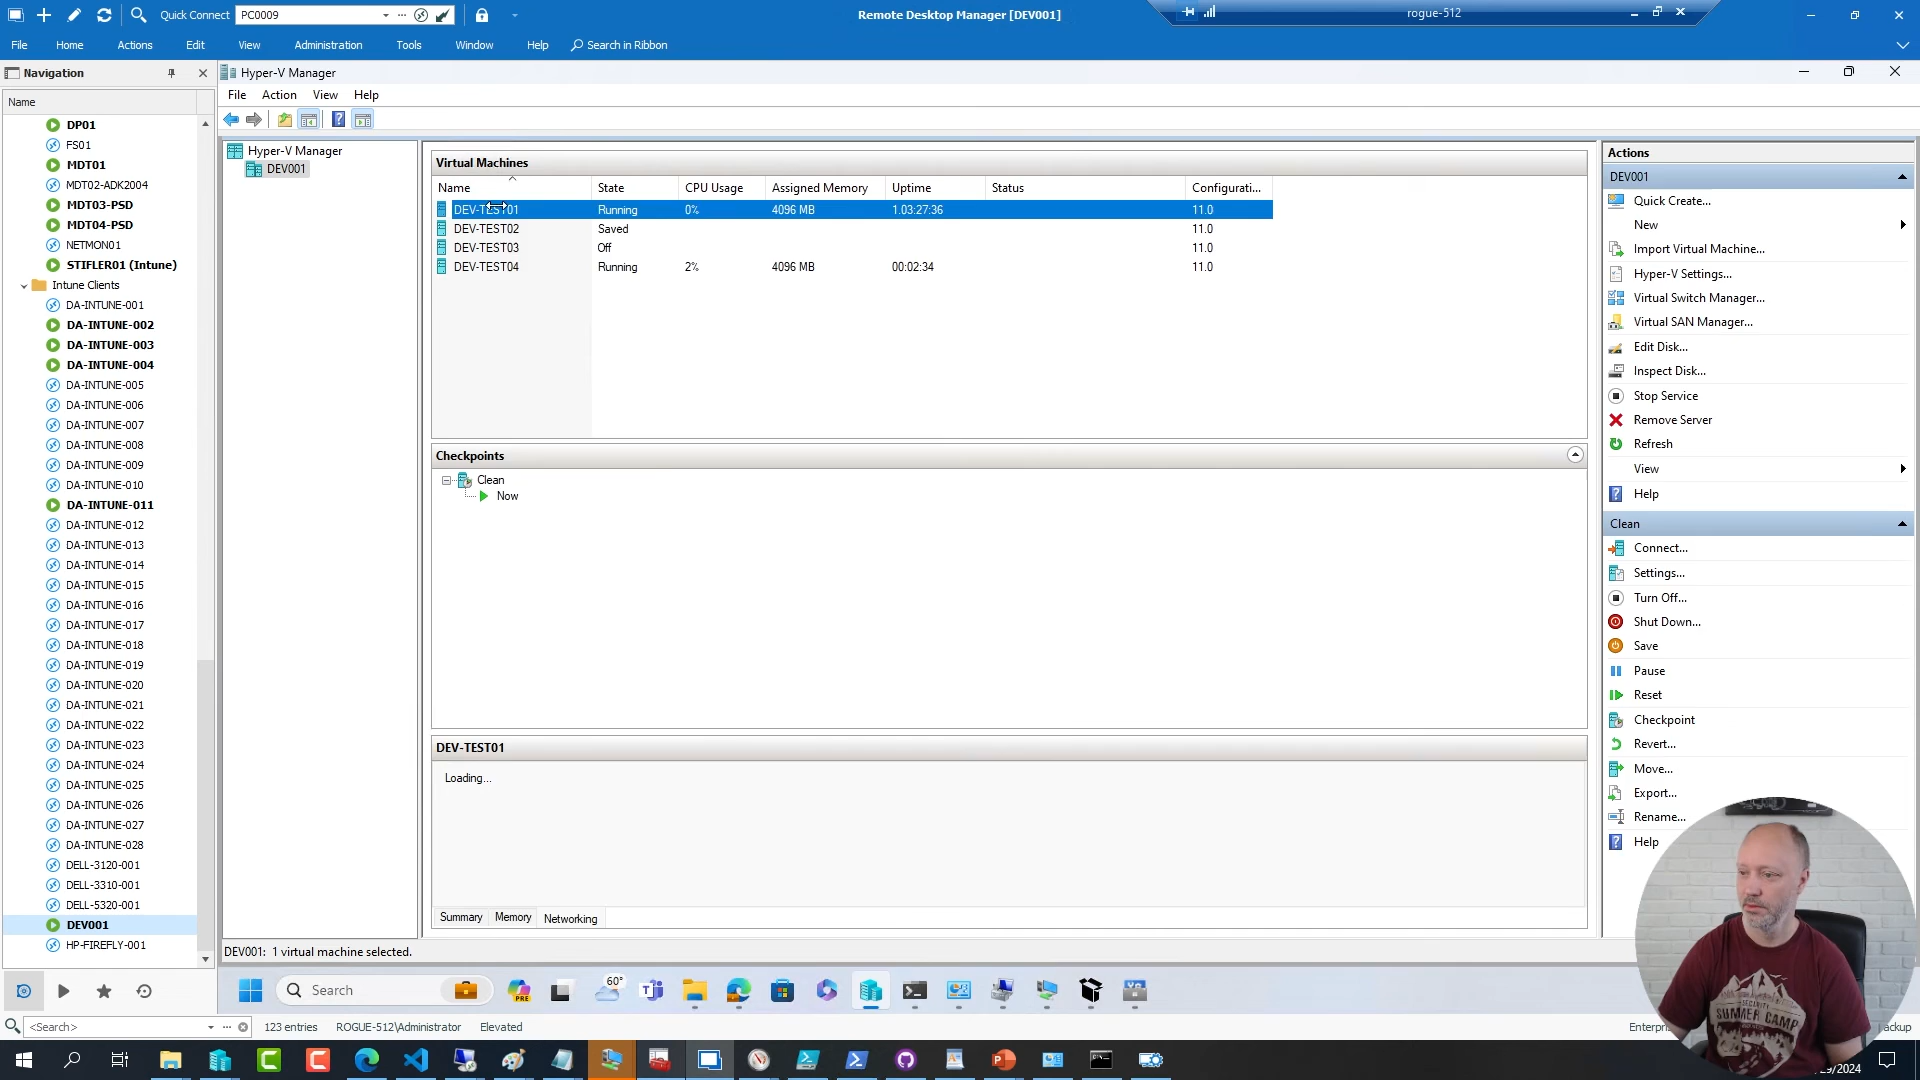 Quick Connect PC0009
Remote Desktop Manager [DEV001]
rogue-512
File Home Actions Edit View Administration Tools Window Help Search in Ribbon
Navigation
Name
DP01
FS01
MDT01
MDT02-ADK2004
MDT03-PSD
MDT04-PSD
NETMON01
STIFLER01 (Intune)
Intune Clients
DA-INTUNE-001
DA-INTUNE-002
DA-INTUNE-003
DA-INTUNE-004
DA-INTUNE-005
DA-INTUNE-006
DA-INTUNE-007
DA-INTUNE-008
DA-INTUNE-009
DA-INTUNE-010
DA-INTUNE-011
DA-INTUNE-012
DA-INTUNE-013
DA-INTUNE-014
DA-INTUNE-015
DA-INTUNE-016
DA-INTUNE-017
DA-INTUNE-018
DA-INTUNE-019
DA-INTUNE-020
DA-INTUNE-021
DA-INTUNE-022
DA-INTUNE-023
DA-INTUNE-024
DA-INTUNE-025
DA-INTUNE-026
DA-INTUNE-027
DA-INTUNE-028
DELL-3120-001
DELL-3310-001
DELL-5320-001
DEV001
HP-FIREFLY-001
Hyper-V Manager
File Action View Help
Hyper-V Manager
DEV001
Virtual Machines
Name State CPU Usage Assigned Memory Uptime Status Configurati...
DEV-TEST01 Running 0% 4096 MB 1.03:27:36 11.0
DEV-TEST02 Saved 11.0
DEV-TEST03 Off 11.0
DEV-TEST04 Running 2% 4096 MB 00:02:34 11.0
Checkpoints
Clean
Now
DEV-TEST01
Loading...
Summary Memory Networking
DEV001: 1 virtual machine selected.
Actions
DEV001
Quick Create...
New
Import Virtual Machine...
Hyper-V Settings...
Virtual Switch Manager...
Virtual SAN Manager...
Edit Disk...
Inspect Disk...
Stop Service
Remove Server
Refresh
View
Help
Clean
Connect...
Settings...
Turn Off...
Shut Down...
Save
Pause
Reset
Checkpoint
Revert...
Move...
Export...
Rename...
Help
SECURITY
SUMMER CAMP
Search
PRE
60°
<Search> 123 entries ROGUE-512\Administrator Elevated